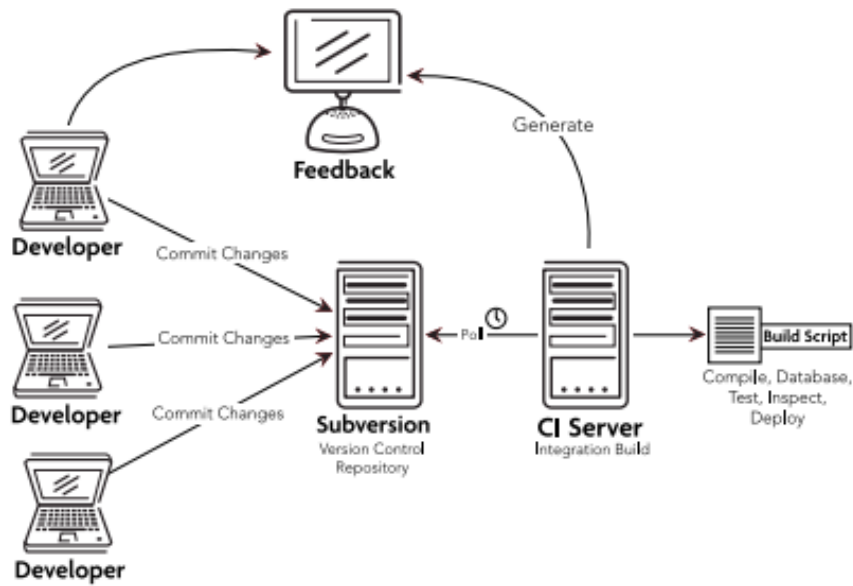 Generate
Feedback
Developer
Commit Changes
Commit Changes
Poll
Build Script
Compile, Database,
Test, Inspect,
Deploy
Developer
Commit Changes
Subversion
Version Control
Repository
CI Server
Integration Build
Developer